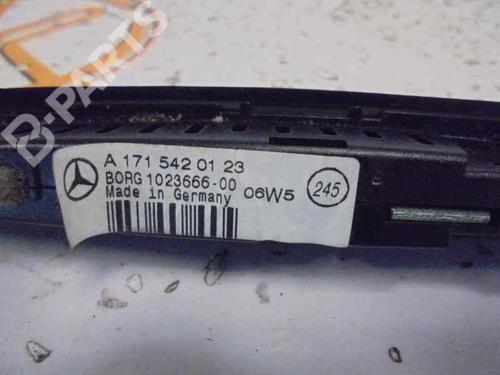 B-PARTS
A 171 542 01 23
BORG 1023666-00
Made in Germany 06W5 245